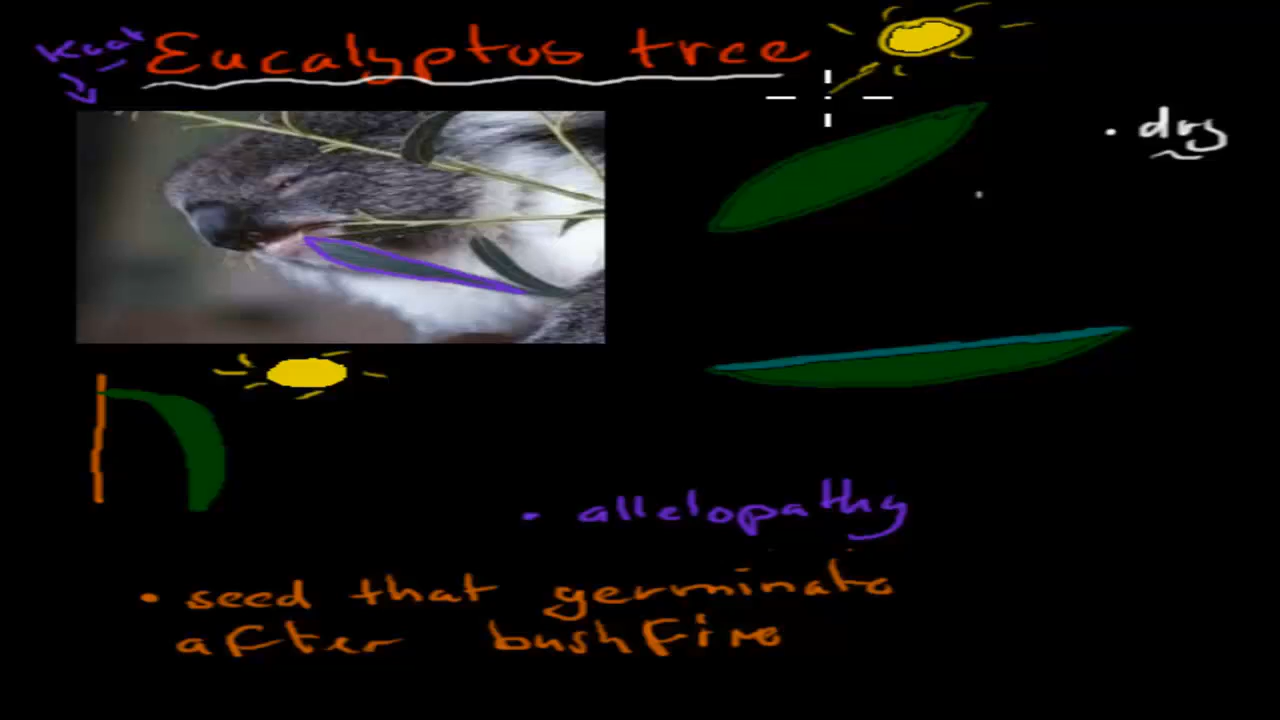 Koala
Eucalyptus tree
• dry
• allelopathy
• seed that germinate
after bushfire